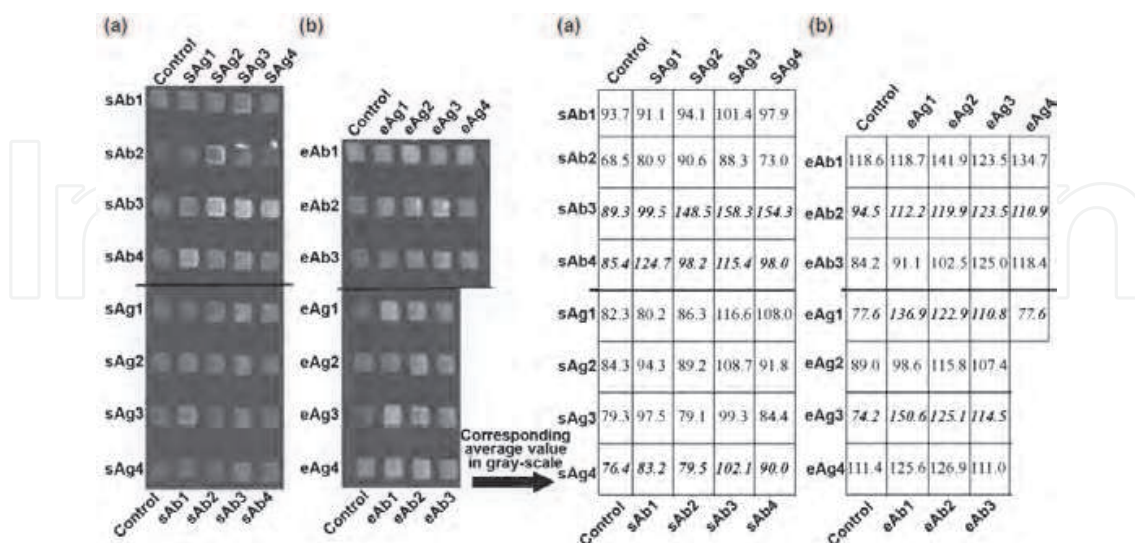 (a)
Control SAg1 SAg2 SAg3 SAg4
sAb1
sAb2
sAb3
sAb4
sAg1
sAg2
sAg3
sAg4
Control sAb1 sAb2 sAb3 sAb4
(b)
Control eAg1 eAg2 eAg3 eAg4
eAb1
eAb2
eAb3
eAg1
eAg2
eAg3
eAg4
Control eAb1 eAb2 eAb3
Corresponding
average value
in gray-scale
(a)
Control SAg1 SAg2 SAg3 SAg4
sAb1 93.7 91.1 94.1 101.4 97.9
sAb2 68.5 80.9 90.6 88.3 73.0
sAb3 89.3 99.5 148.5 158.3 154.3
sAb4 85.4 124.7 98.2 115.4 98.0
sAg1 82.3 80.2 86.3 116.6 108.0
sAg2 84.3 94.3 89.2 108.7 91.8
sAg3 79.3 97.5 79.1 99.3 84.4
sAg4 76.4 83.2 79.5 102.1 90.0
Control sAb1 sAb2 sAb3 sAb4
(b)
Control eAg1 eAg2 eAg3 eAg4
eAb1 118.6 118.7 141.9 123.5 134.7
eAb2 94.5 112.2 119.9 123.5 110.9
eAb3 84.2 91.1 102.5 125.0 118.4
eAg1 77.6 136.9 122.9 110.8 77.6
eAg2 89.0 98.6 115.8 107.4
eAg3 74.2 150.6 125.1 114.5
eAg4 111.4 125.6 126.9 111.0
Control eAb1 eAb2 eAb3